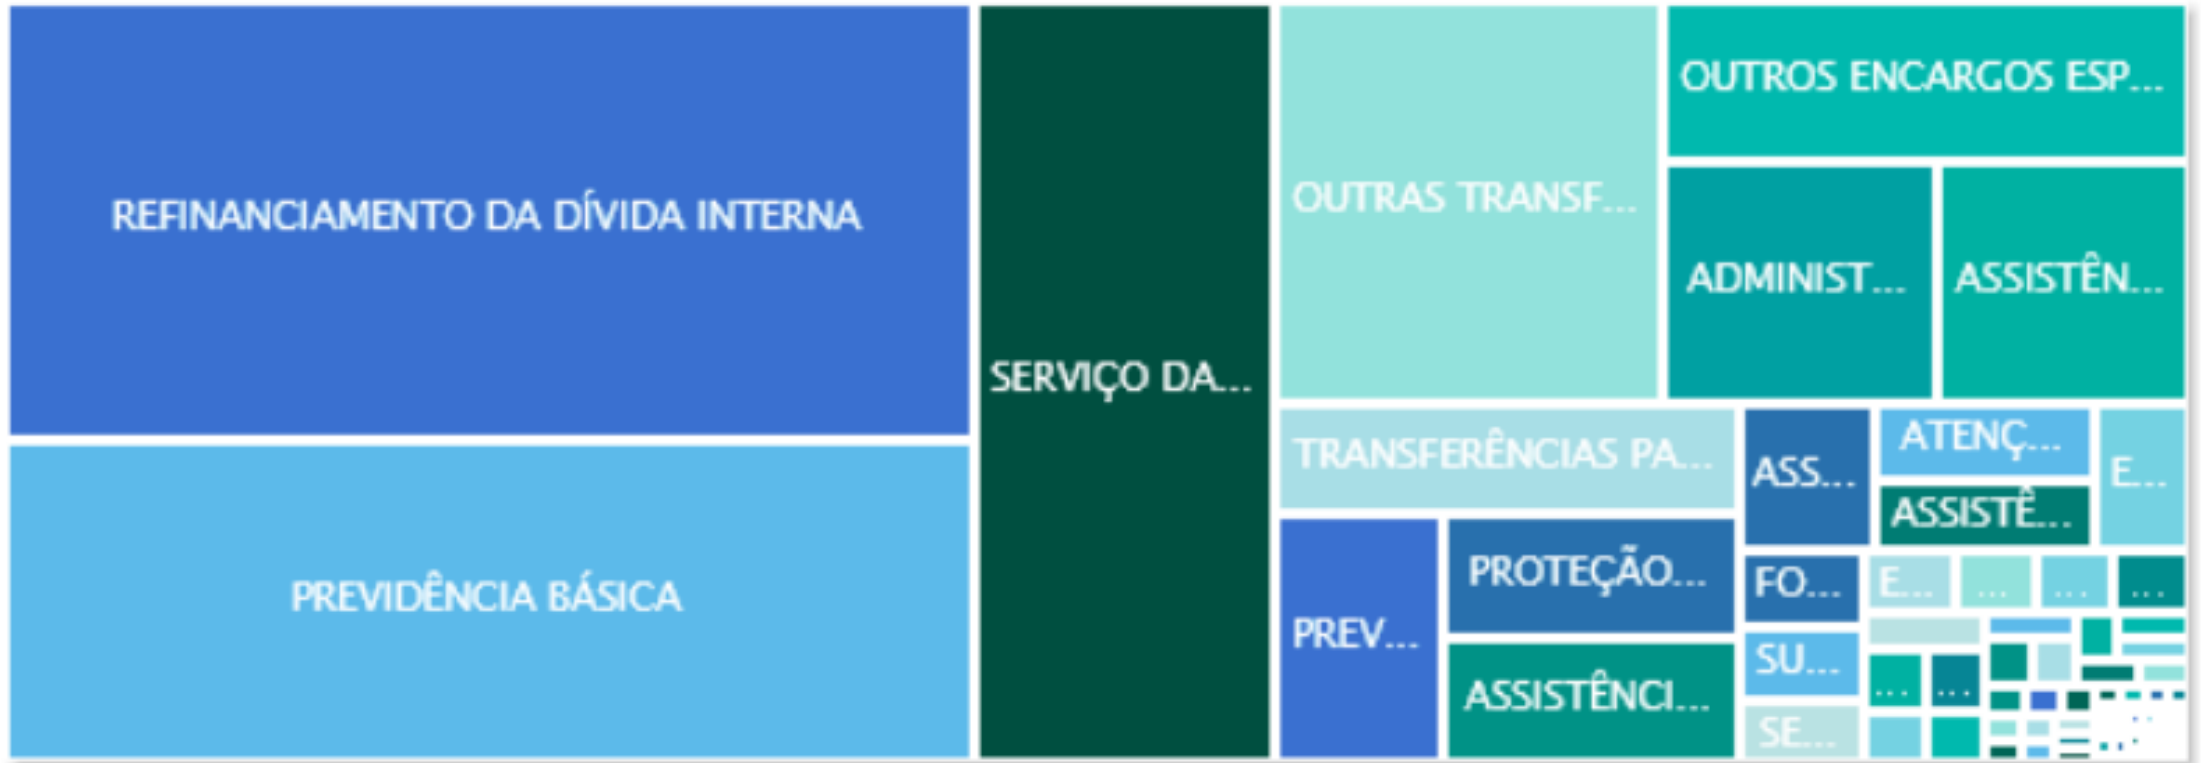 REFINANCIAMENTO DA DÍVIDA INTERNA
PREVIDÊNCIA BÁSICA
SERVIÇO DA...
OUTRAS TRANSF...
OUTROS ENCARGOS ESP...
ADMINIST...
ASSISTÊN...
TRANSFERÊNCIAS PA...
PREV...
PROTEÇÃO...
ASSISTÊNCI...
ASS...
ATENÇ...
ASSISTÊ...
E...
FO...
E...
...
...
...
SU...
...
...
SE...